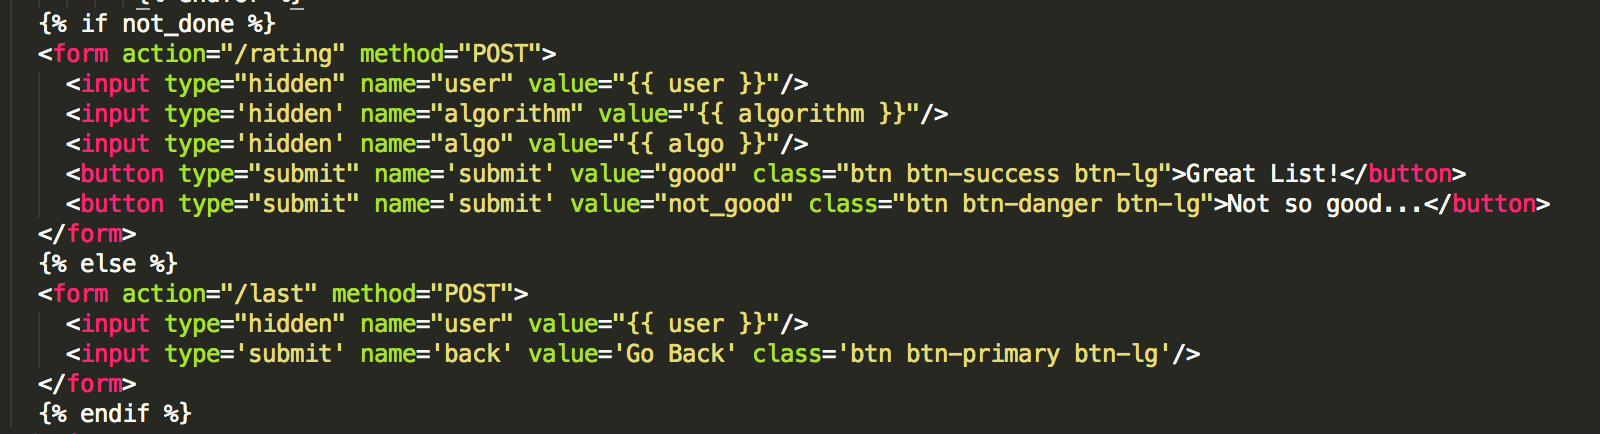 {% if not_done %}
<form action="/rating" method="POST">
  <input type="hidden" name="user" value="{{ user }}"/>
  <input type='hidden' name="algorithm" value="{{ algorithm }}"/>
  <input type='hidden' name="algo" value="{{ algo }}"/>
  <button type="submit" name='submit' value="good" class="btn btn-success btn-lg">Great List!</button>
  <button type="submit" name='submit' value="not_good" class="btn btn-danger btn-lg">Not so good...</button>
</form>
{% else %}
<form action="/last" method="POST">
  <input type="hidden" name="user" value="{{ user }}"/>
  <input type='submit' name='back' value='Go Back' class='btn btn-primary btn-lg'/>
</form>
{% endif %}